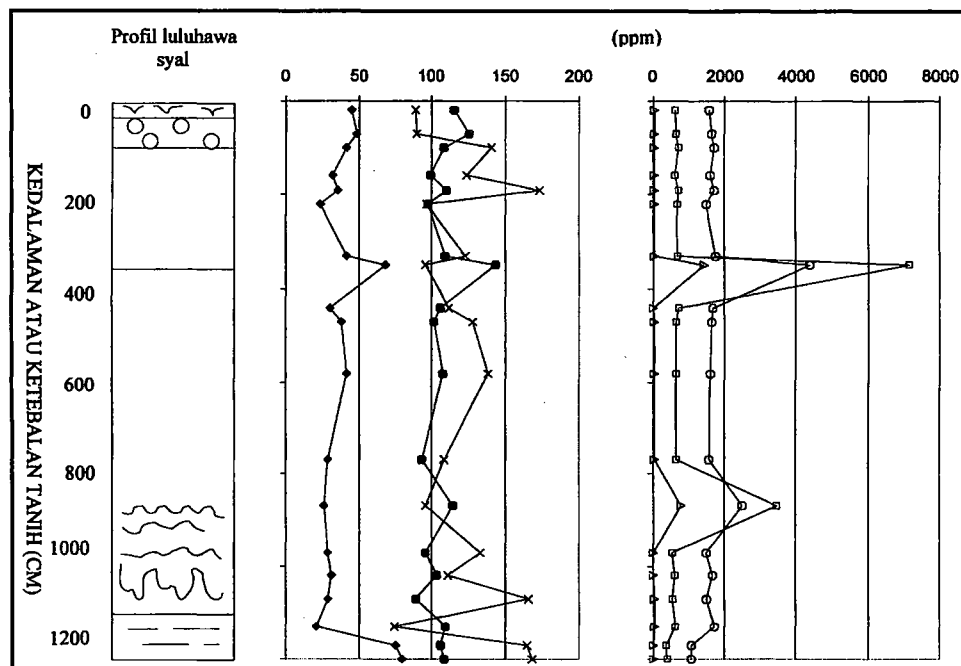 Profil luluhawa
syal
(ppm)
0 50 100 150 200
0 2000 4000 6000 8000
KEDALAMAN ATAU KETEBALAN TANIH (CM)
0
200
400
600
800
1000
1200